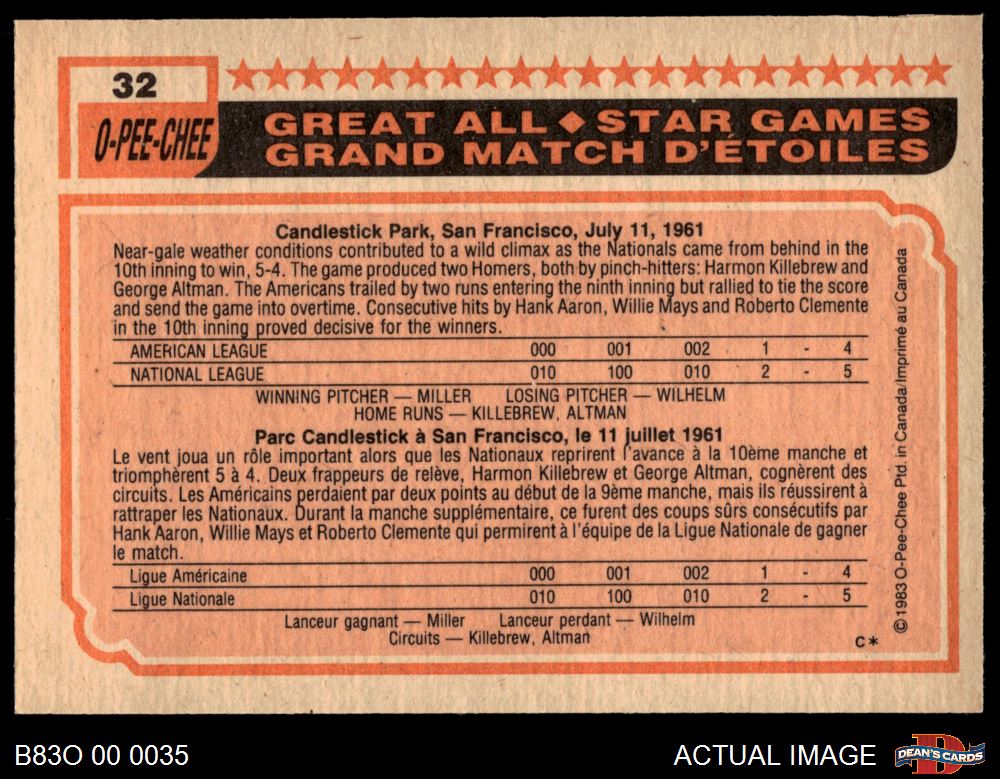 32
O-PEE-CHEE
GREAT ALL ◆ STAR GAMES
GRAND MATCH D'ÉTOILES
Candlestick Park, San Francisco, July 11, 1961
Near-gale weather conditions contributed to a wild climax as the Nationals came from behind in the
10th inning to win, 5-4. The game produced two Homers, both by pinch-hitters: Harmon Killebrew and
George Altman. The Americans trailed by two runs entering the ninth inning but rallied to tie the score
and send the game into overtime. Consecutive hits by Hank Aaron, Willie Mays and Roberto Clemente
in the 10th inning proved decisive for the winners.
AMERICAN LEAGUE 000 001 002 1 - 4
NATIONAL LEAGUE 010 100 010 2 - 5
WINNING PITCHER — MILLER LOSING PITCHER — WILHELM
HOME RUNS — KILLEBREW, ALTMAN
Parc Candlestick à San Francisco, le 11 juillet 1961
Le vent joua un rôle important alors que les Nationaux reprirent l'avance à la 10ème manche et
triomphèrent 5 à 4. Deux frappeurs de relève, Harmon Killebrew et George Altman, cognèrent des
circuits. Les Américains perdaient par deux points au début de la 9ème manche, mais ils réussirent à
rattraper les Nationaux. Durant la manche supplémentaire, ce furent des coups sûrs consécutifs par
Hank Aaron, Willie Mays et Roberto Clemente qui permirent à l'équipe de la Ligue Nationale de gagner
le match.
Ligue Américaine 000 001 002 1 - 4
Ligue Nationale 010 100 010 2 - 5
Lanceur gagnant — Miller Lanceur perdant — Wilhelm
Circuits — Killebrew, Altman
C*
© 1983 O-Pee-Chee Ptd. in Canada/Imprimé au Canada
B83O 00 0035
ACTUAL IMAGE
DEAN'S CARDS